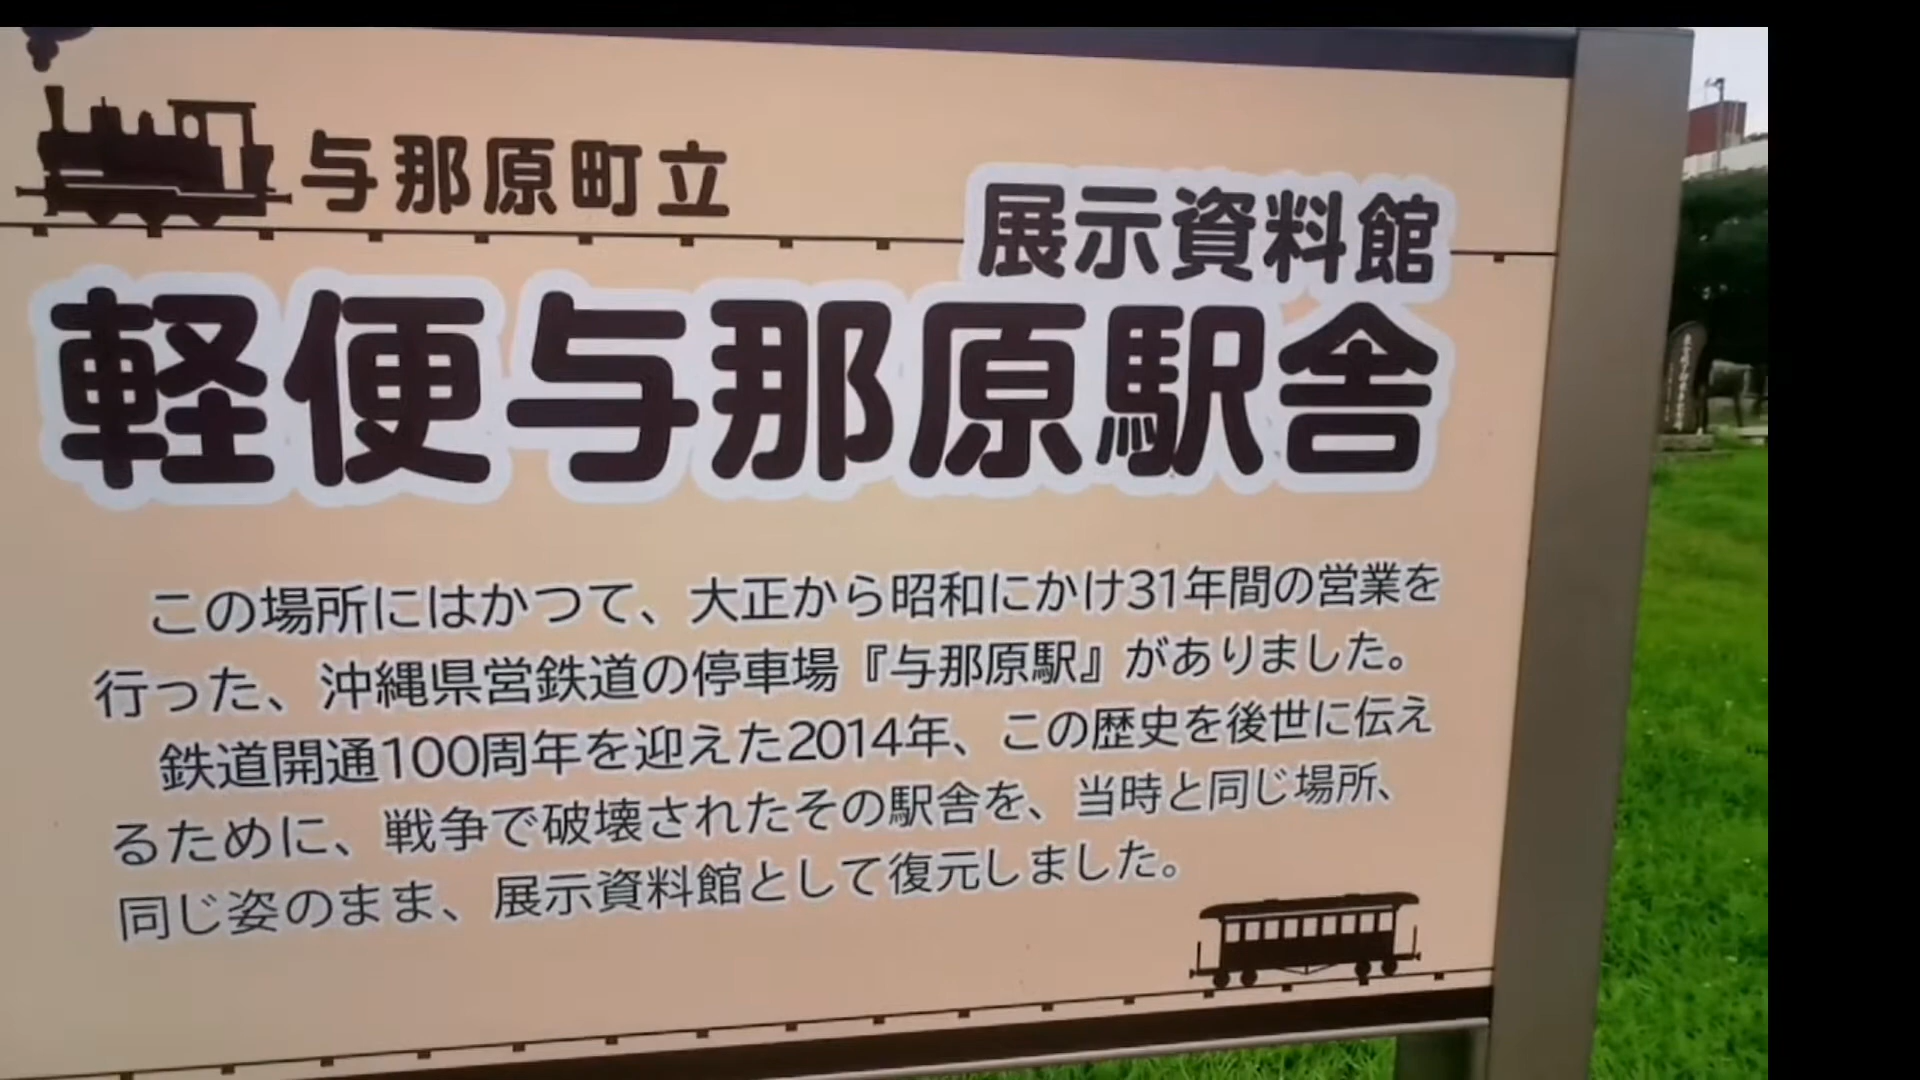 与那原町立
展示資料館
軽便与那原駅舎
この場所にはかつて、大正から昭和にかけ31年間の営業を
行った、沖縄県営鉄道の停車場『与那原駅』がありました。
鉄道開通100周年を迎えた2014年、この歴史を後世に伝え
るために、戦争で破壊されたその駅舎を、当時と同じ場所、
同じ姿のまま、展示資料館として復元しました。